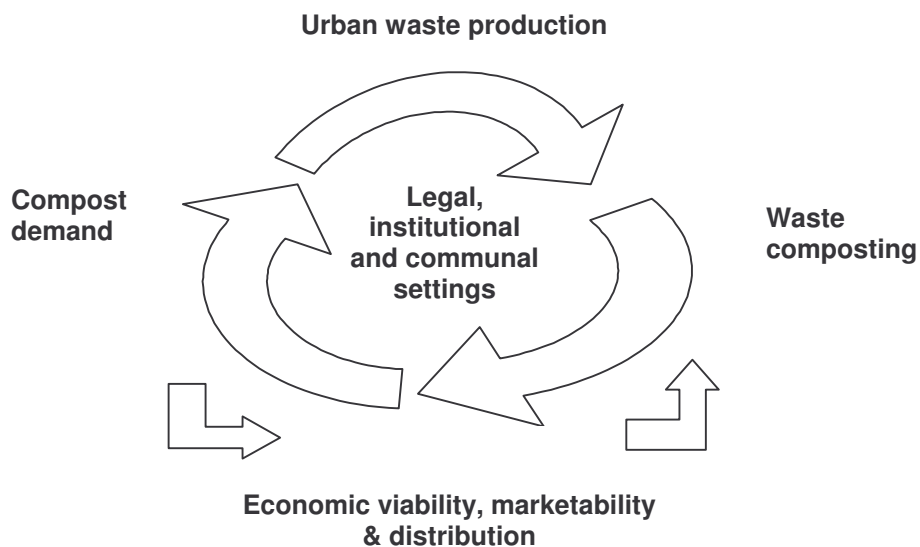 Urban waste production
Compost
demand
Legal,
institutional
and communal
settings
Waste
composting
Economic viability, marketability
& distribution